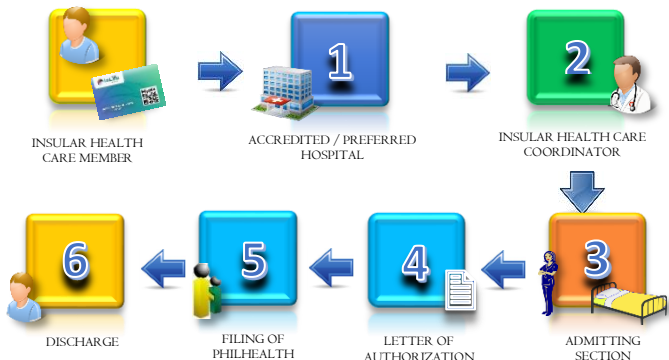 1
2
INSULAR HEALTH
CARE MEMBER
ACCREDITED / PREFERRED
HOSPITAL
INSULAR HEALTH CARE
COORDINATOR
6
5
4
3
DISCHARGE
FILING OF
PHILHEALTH
LETTER OF
AUTHORIZATION
ADMITTING
SECTION